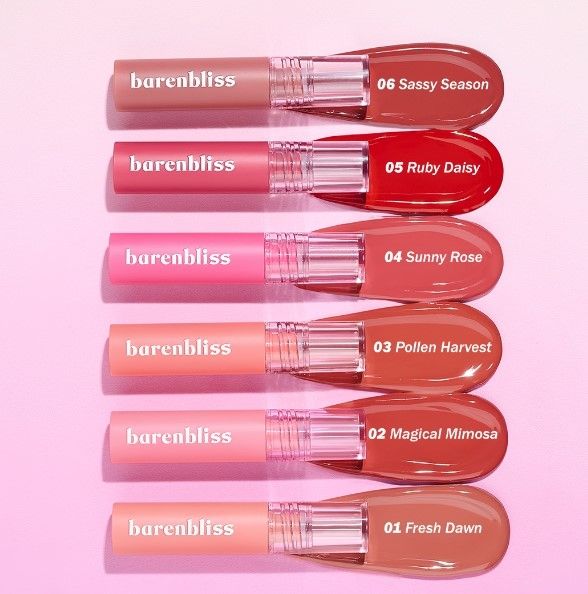 barenbliss 06 Sassy Season
barenbliss 05 Ruby Daisy
barenbliss 04 Sunny Rose
barenbliss 03 Pollen Harvest
barenbliss 02 Magical Mimosa
barenbliss 01 Fresh Dawn